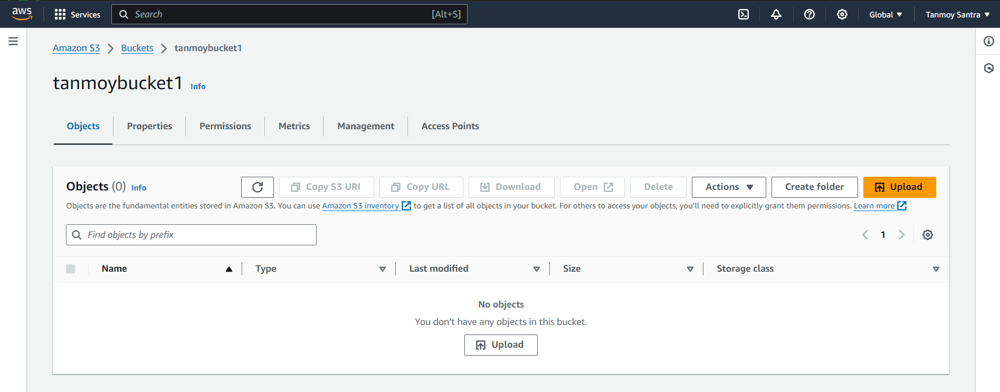 aws Services Search [Alt+S] Global Tanmoy Santra
Amazon S3 Buckets tanmoybucket1
tanmoybucket1 Info
Objects Properties Permissions Metrics Management Access Points
Objects (0) Info Copy S3 URI Copy URL Download Open Delete Actions Create folder Upload
Objects are the fundamental entities stored in Amazon S3. You can use Amazon S3 inventory to get a list of all objects in your bucket. For others to access your objects, you’ll need to explicitly grant them permissions. Learn more
Find objects by prefix 1
Name Type Last modified Size Storage class
No objects
You don't have any objects in this bucket.
Upload